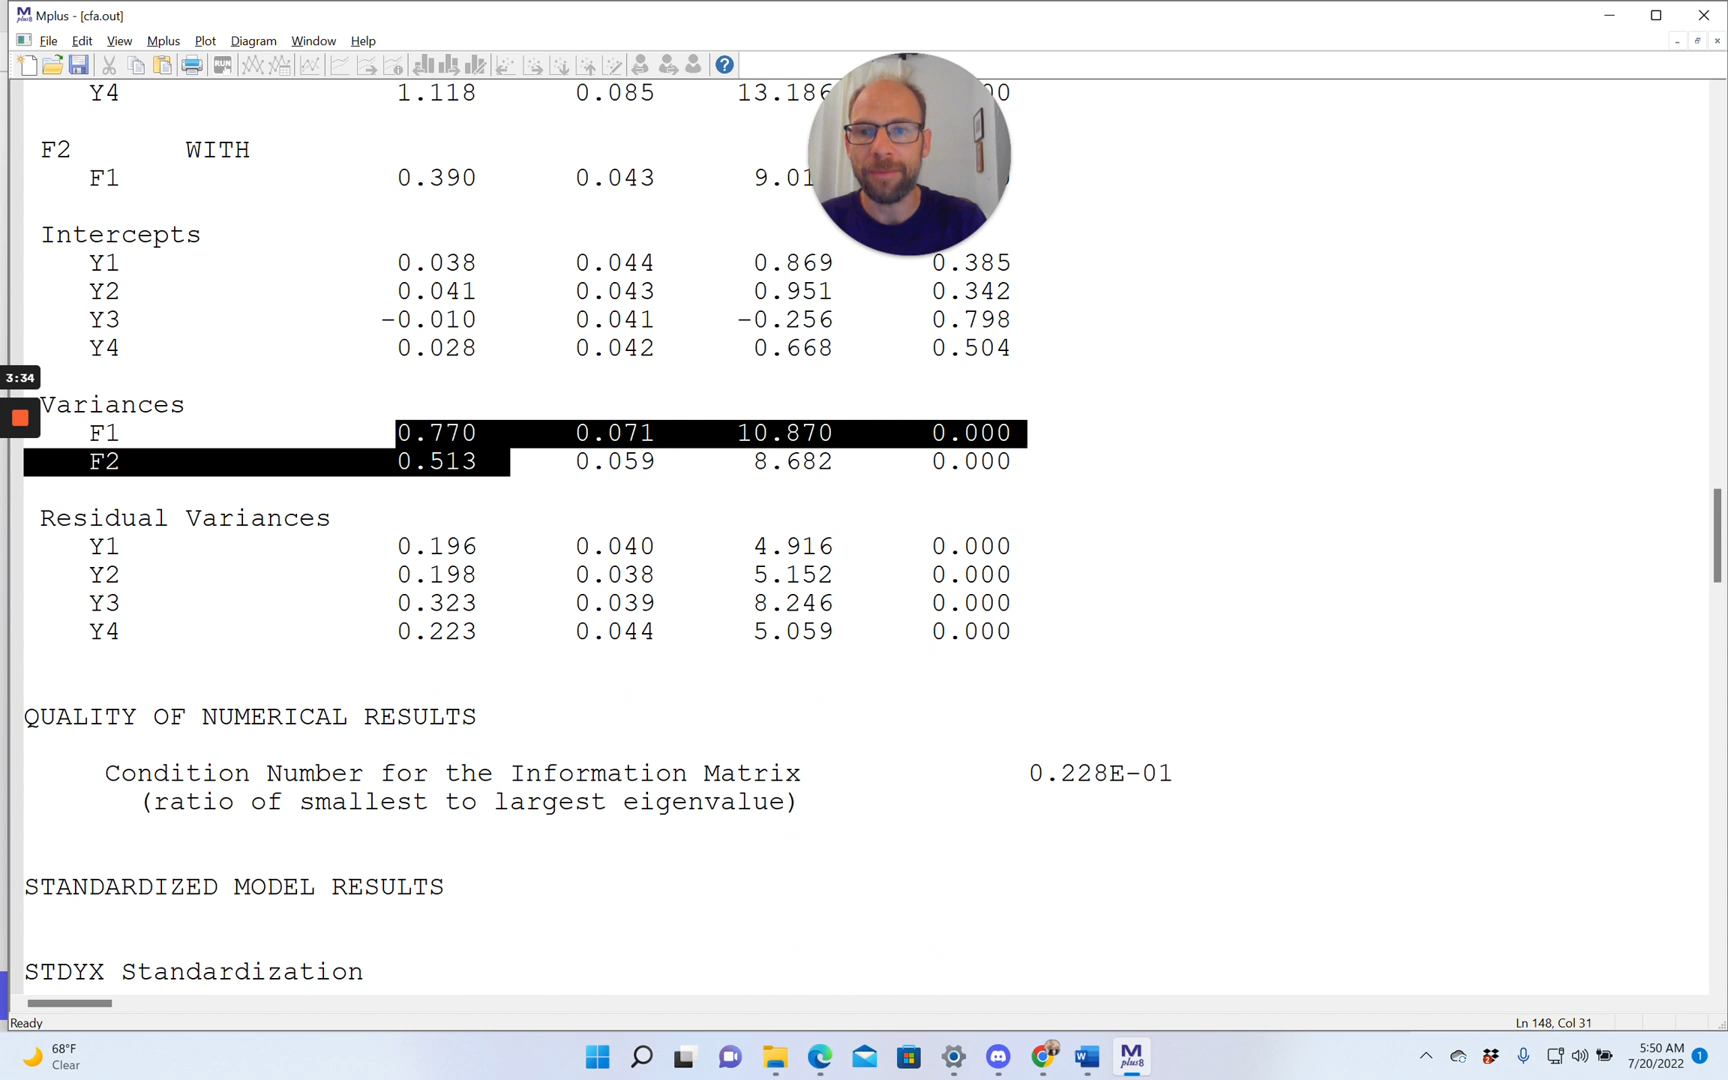 Mplus - [cfa.out]
File Edit View Mplus Plot Diagram Window Help
RUN
Y4 1.118 0.085 13.186
F2 WITH
F1 0.390 0.043
Intercepts
Y1 0.038 0.044 0.869 0.385
Y2 0.041 0.043 0.951 0.342
Y3 -0.010 0.041 -0.256 0.798
Y4 0.028 0.042 0.668 0.504
3:34
Variances
F1 0.770 0.071 10.870 0.000
F2 0.513 0.059 8.682 0.000
Residual Variances
Y1 0.196 0.040 4.916 0.000
Y2 0.198 0.038 5.152 0.000
Y3 0.323 0.039 8.246 0.000
Y4 0.223 0.044 5.059 0.000
QUALITY OF NUMERICAL RESULTS
Condition Number for the Information Matrix 0.228E-01
(ratio of smallest to largest eigenvalue)
STANDARDIZED MODEL RESULTS
STDYX Standardization
Ready Ln 148, Col 31
68°F
Clear
5:50 AM
7/20/2022